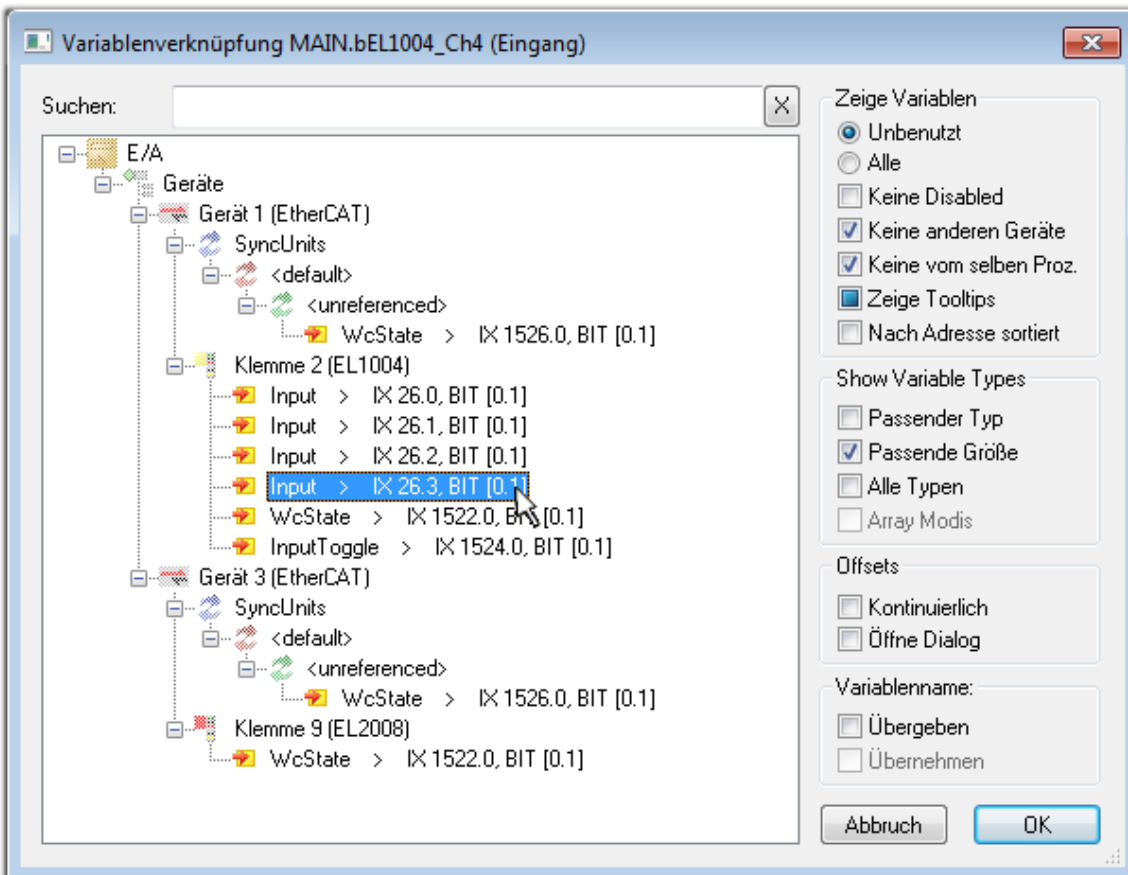 Variablenverknüpfung MAIN.bEL1004_Ch4 (Eingang)
Suchen:
X
E/A
Geräte
Gerät 1 (EtherCAT)
SyncUnits
<default>
<unreferenced>
WcState > IX 1526.0, BIT [0.1]
Klemme 2 (EL1004)
Input > IX 26.0, BIT [0.1]
Input > IX 26.1, BIT [0.1]
Input > IX 26.2, BIT [0.1]
Input > IX 26.3, BIT [0.1]
WcState > IX 1522.0, BIT [0.1]
InputToggle > IX 1524.0, BIT [0.1]
Gerät 3 (EtherCAT)
SyncUnits
<default>
<unreferenced>
WcState > IX 1526.0, BIT [0.1]
Klemme 9 (EL2008)
WcState > IX 1522.0, BIT [0.1]
Zeige Variablen
Unbenutzt
Alle
Keine Disabled
Keine anderen Geräte
Keine vom selben Proz.
Zeige Tooltips
Nach Adresse sortiert
Show Variable Types
Passender Typ
Passende Größe
Alle Typen
Array Modis
Offsets
Kontinuierlich
Öffne Dialog
Variablenname:
Übergeben
Übernehmen
Abbruch
OK